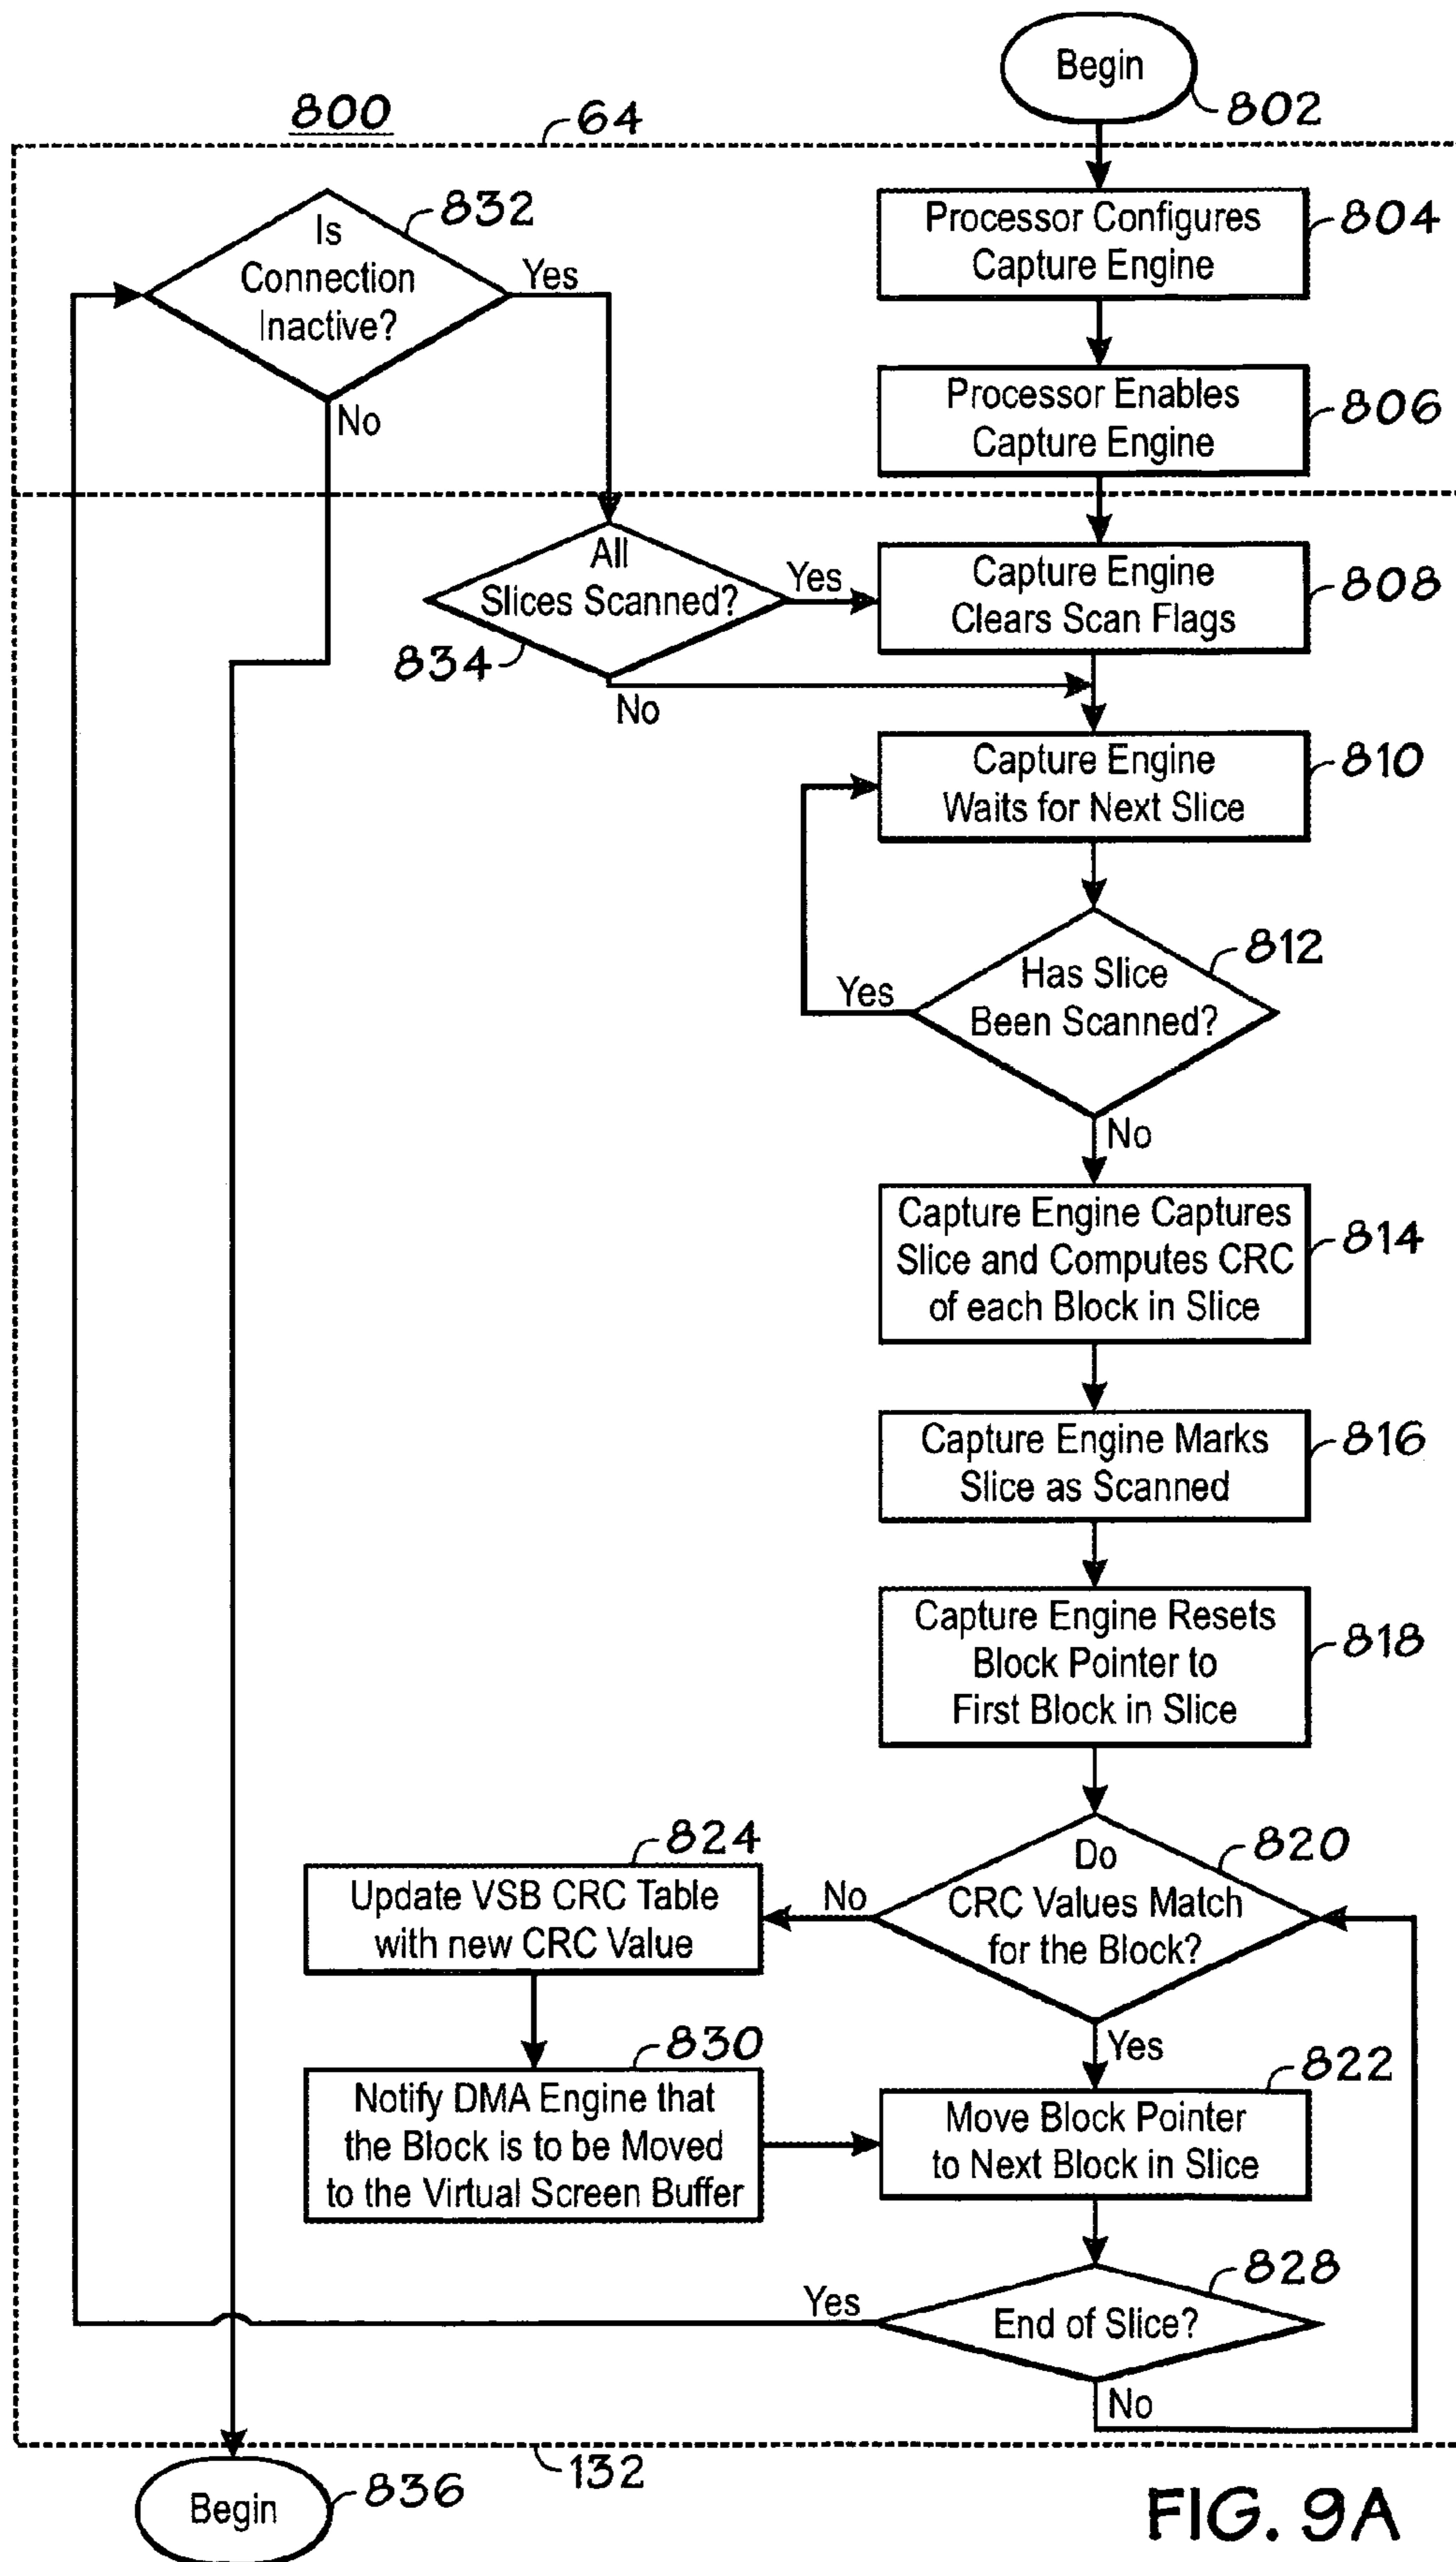 Begin
802
800
64
Is
Connection
Inactive?
832
Yes
No
Processor Configures
Capture Engine
804
Processor Enables
Capture Engine
806
All
Slices Scanned?
834
Yes
No
Capture Engine
Clears Scan Flags
808
Capture Engine
Waits for Next Slice
810
Has Slice
Been Scanned?
812
Yes
No
Capture Engine Captures
Slice and Computes CRC
of each Block in Slice
814
Capture Engine Marks
Slice as Scanned
816
Capture Engine Resets
Block Pointer to
First Block in Slice
818
Do
CRC Values Match
for the Block?
820
No
Yes
824
Update VSB CRC Table
with new CRC Value
830
Notify DMA Engine that
the Block is to be Moved
to the Virtual Screen Buffer
822
Move Block Pointer
to Next Block in Slice
828
End of Slice?
Yes
No
132
Begin
836
FIG. 9A